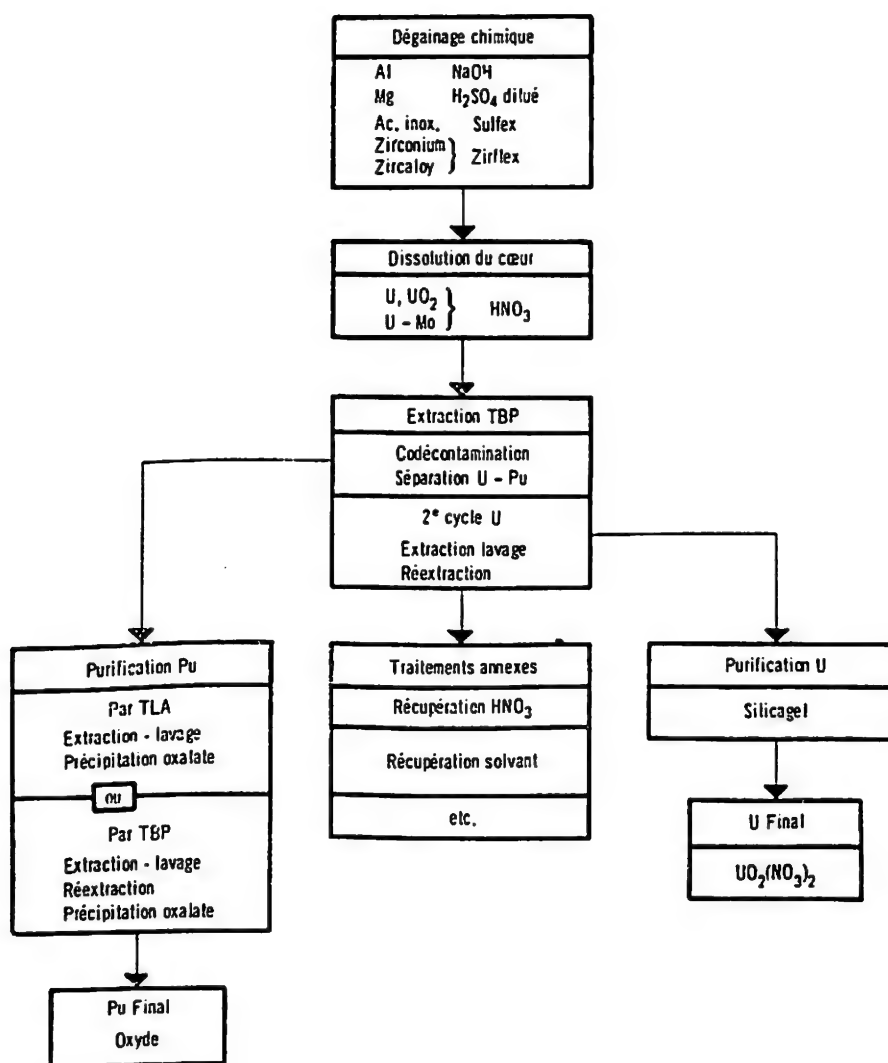 Dégainage chimique
Al NaOH
Mg H₂SO₄ dilué
Ac. inox. Sulfex
Zirconium
Zircaloy } Zirflex
Dissolution du cœur
U, UO₂
U - Mo } HNO₃
Extraction TBP
Codécontamination
Séparation U - Pu
2ᵉ cycle U
Extraction lavage
Réextraction
Purification Pu
Par TLA
Extraction - lavage
Précipitation oxalate
ou
Par TBP
Extraction - lavage
Réextraction
Précipitation oxalate
Pu Final
Oxyde
Traitements annexes
Récupération HNO₃
Récupération solvant
etc.
Purification U
Silicagel
U Final
UO₂(NO₃)₂